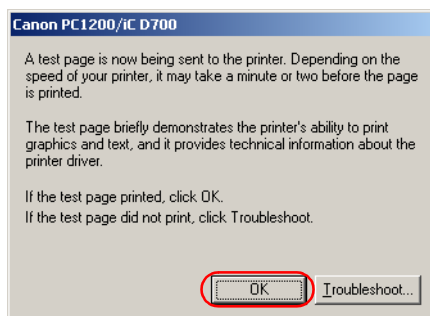 Canon PC1200/iC D700
A test page is now being sent to the printer. Depending on the
speed of your printer, it may take a minute or two before the page
is printed.
The test page briefly demonstrates the printer's ability to print
graphics and text, and it provides technical information about the
printer driver.
If the test page printed, click OK.
If the test page did not print, click Troubleshoot.
OK
Troubleshoot...